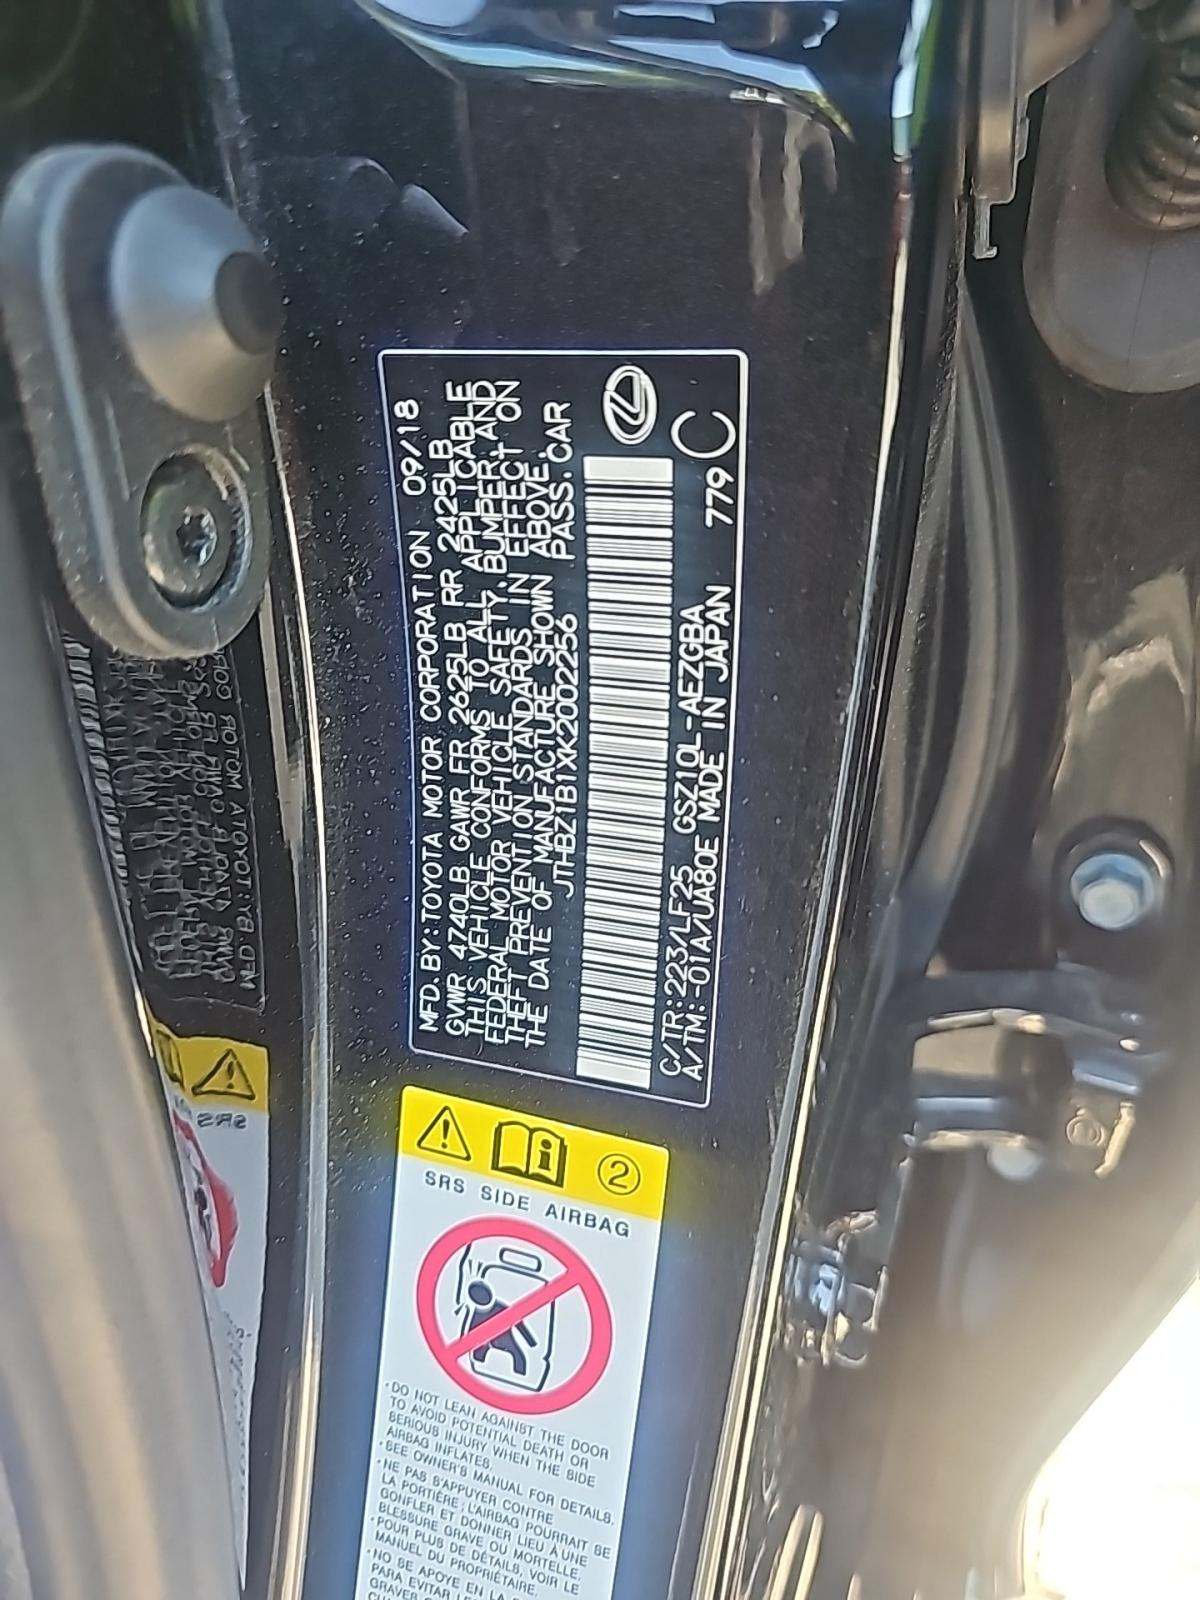 MFD. BY: TOYOTA MOTOR CORPORATION 09/18
GVWR 4740LB GAWR FR 2625LB RR 2425LB
THIS VEHICLE CONFORMS TO ALL APPLICABLE
FEDERAL MOTOR VEHICLE SAFETY, BUMPER, AND
THEFT PREVENTION STANDARDS IN EFFECT ON
THE DATE OF MANUFACTURE SHOWN ABOVE.
JTHBZ1B1XK2002256 PASS. CAR
C/TR: 223/LF25 GSZ10L-AEZGBA
A/TM: -01A/UA80E MADE IN JAPAN 779
C
2
SRS SIDE AIRBAG
・DO NOT LEAN AGAINST THE DOOR
TO AVOID POTENTIAL DEATH OR
SERIOUS INJURY WHEN THE SIDE
AIRBAG INFLATES.
・SEE OWNER'S MANUAL FOR DETAILS.
・NE PAS S'APPUYER CONTRE
LA PORTIÈRE; L'AIRBAG POURRAIT SE
GONFLER ET DONNER LIEU À UNE
BLESSURE GRAVE OU MORTELLE.
・POUR PLUS DE DÉTAILS, VOIR LE
MANUEL DU PROPRIÉTAIRE.
・NO SE APOYE EN LA
PARA EVITAR